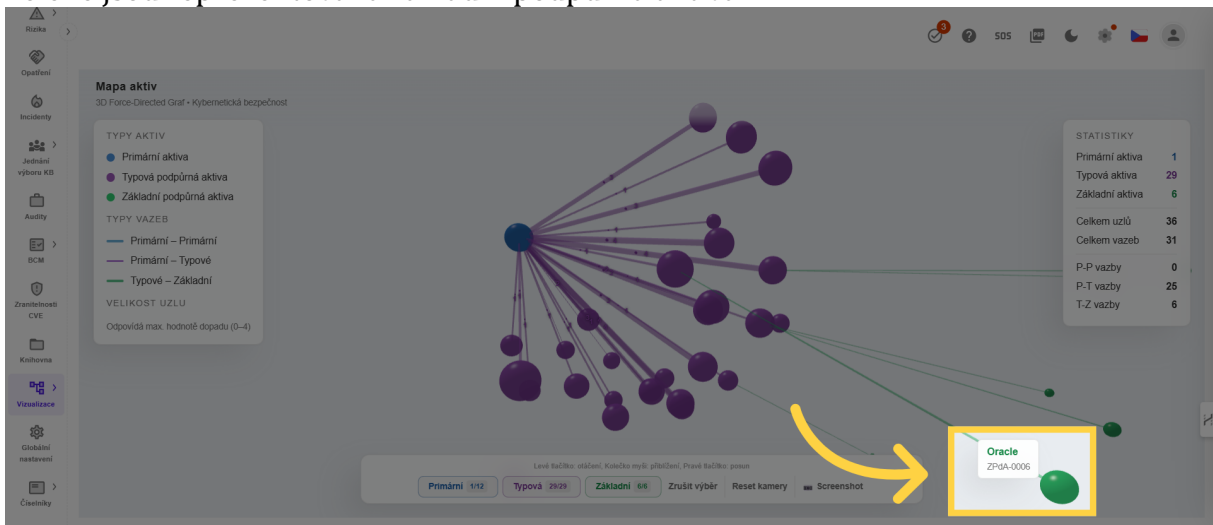 Rizika
Opatření
Incidenty
Jednání
výboru KB
Audity
BCM
Zranitelnosti
CVE
Knihovna
Vizualizace
Globální
nastavení
Číselníky
3
SOS
PDF
Mapa aktiv
3D Force-Directed Graf • Kybernetická bezpečnost
TYPY AKTIV
Primární aktiva
Typová podpůrná aktiva
Základní podpůrná aktiva
TYPY VAZEB
Primární – Primární
Primární – Typové
Typové – Základní
VELIKOST UZLU
Odpovídá max. hodnotě dopadu (0–4)
STATISTIKY
Primární aktiva 1
Typová aktiva 29
Základní aktiva 6
Celkem uzlů 36
Celkem vazeb 31
P-P vazby 0
P-T vazby 25
T-Z vazby 6
Oracle
ZPdA-0006
Levé tlačítko: otáčení, Kolečko myši: přiblížení, Pravé tlačítko: posun
Primární 1/12 Typová 29/29 Základní 6/6 Zrušit výběr Reset kamery Screenshot